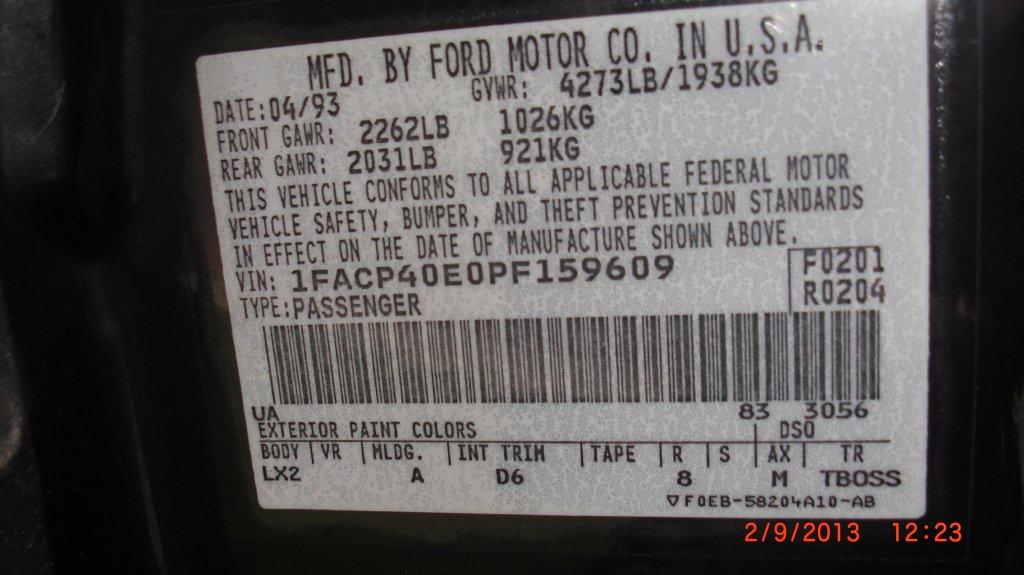 MFD. BY FORD MOTOR CO. IN U.S.A.
DATE:04/93 GVWR: 4273LB/1938KG
FRONT GAWR: 2262LB 1026KG
REAR GAWR: 2031LB 921KG
THIS VEHICLE CONFORMS TO ALL APPLICABLE FEDERAL MOTOR
VEHICLE SAFETY, BUMPER, AND THEFT PREVENTION STANDARDS
IN EFFECT ON THE DATE OF MANUFACTURE SHOWN ABOVE.
VIN: 1FACP40E0PF159609 F0201
TYPE:PASSENGER R0204
UA 83 3056
EXTERIOR PAINT COLORS DSO
BODY VR MLDG. INT TRIM TAPE R S AX TR
LX2 A D6 8 M TBOSS
▽F0EB-58204A10-AB
2/9/2013 12:23